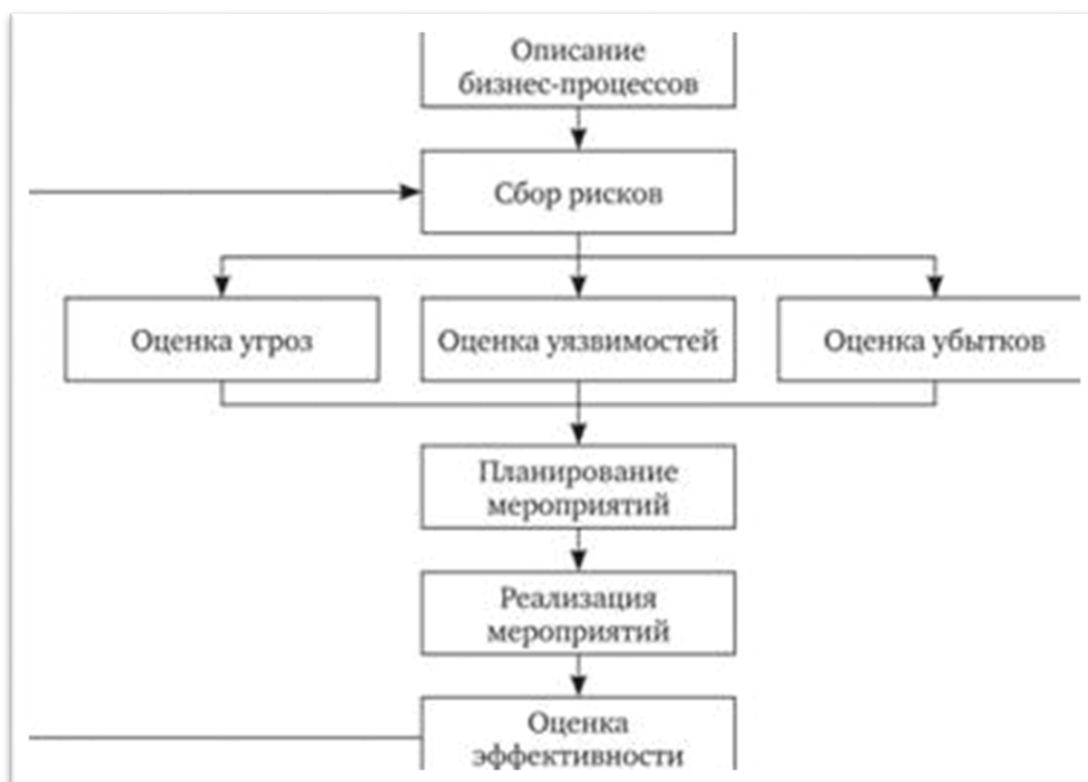 Описание
бизнес-процессов
Сбор рисков
Оценка угроз
Оценка уязвимостей
Оценка убытков
Планирование
мероприятий
Реализация
мероприятий
Оценка
эффективности